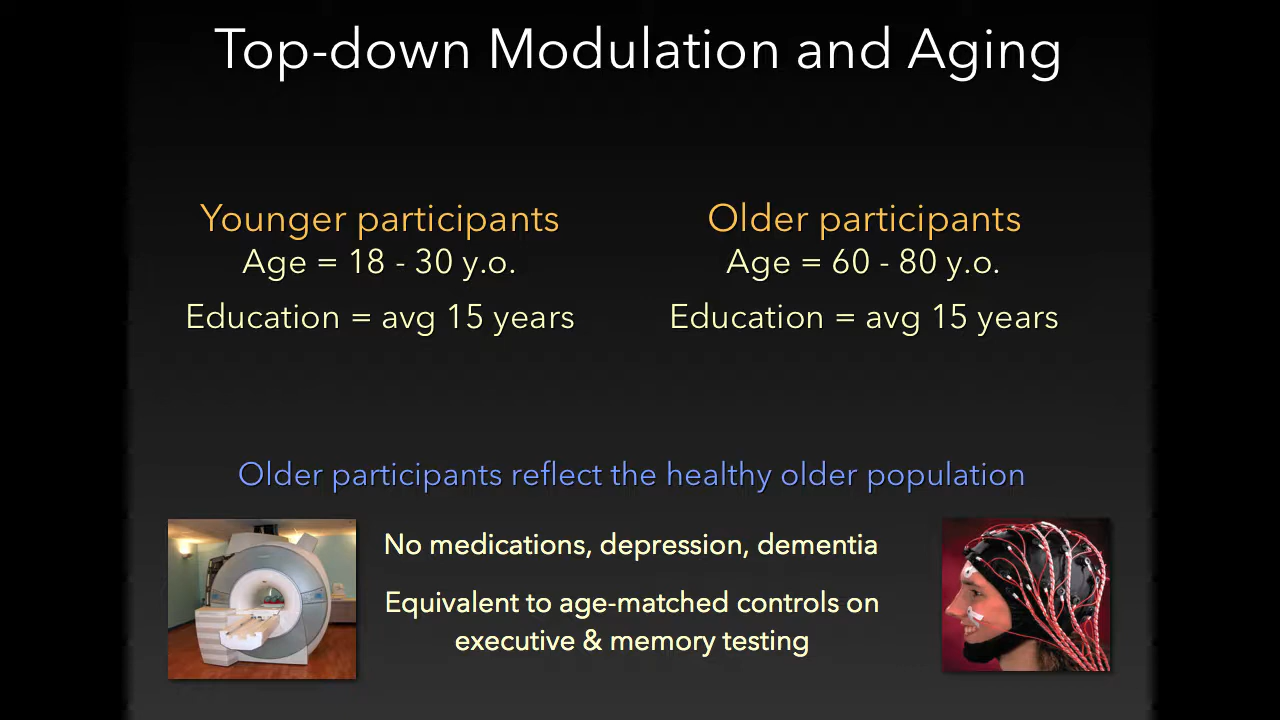 Top-down Modulation and Aging
Younger participants
Age = 18 - 30 y.o.
Education = avg 15 years
Older participants
Age = 60 - 80 y.o.
Education = avg 15 years
Older participants reflect the healthy older population
No medications, depression, dementia
Equivalent to age-matched controls on
executive & memory testing